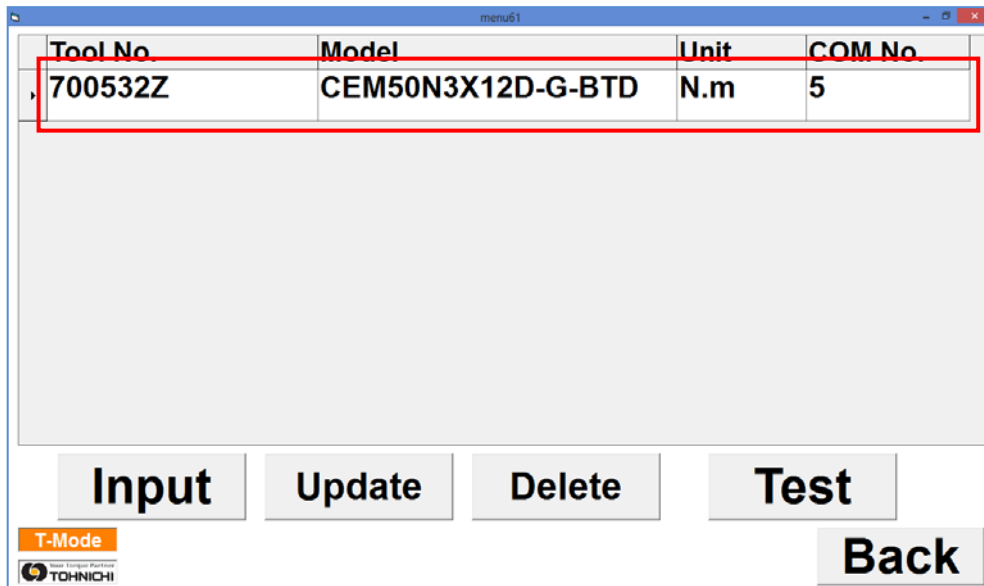 menu61
Tool No. Model Unit COM No.
700532Z CEM50N3X12D-G-BTD N.m 5
Input Update Delete Test
T-Mode
Back
Your Torque Partner
TOHNICHI